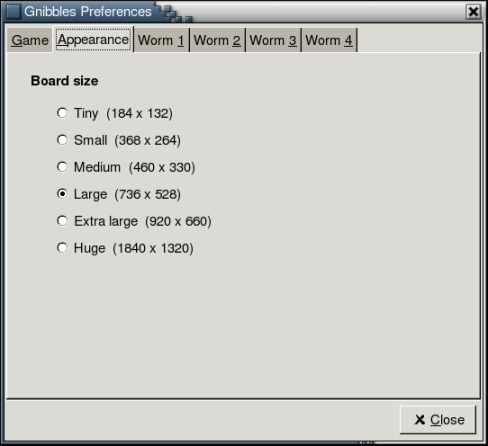 Gnibbles Preferences
Game Appearance Worm 1 Worm 2 Worm 3 Worm 4
Board size
Tiny (184 x 132)
Small (368 x 264)
Medium (460 x 330)
Large (736 x 528)
Extra large (920 x 660)
Huge (1840 x 1320)
Close